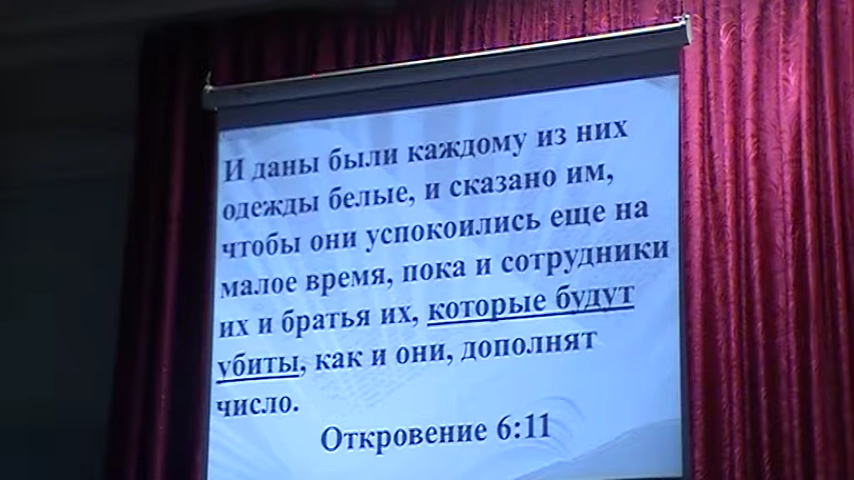 И даны были каждому из них
одежды белые, и сказано им,
чтобы они успокоились еще на
малое время, пока и сотрудники
их и братья их, которые будут
убиты, как и они, дополнят
число.
Откровение 6:11